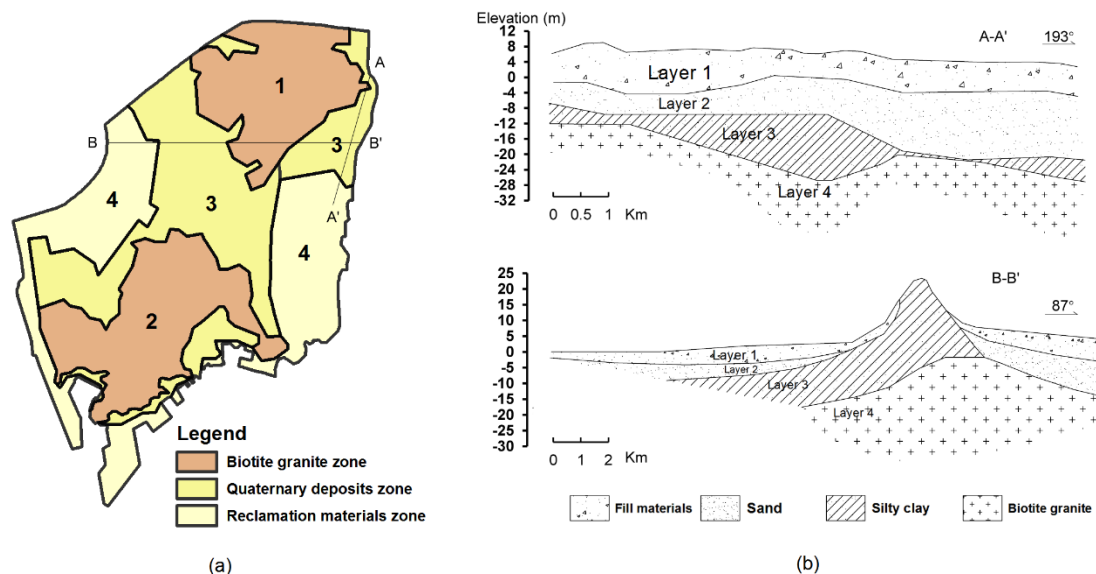 1
A
B
B'
3
4
3
A'
4
2
Legend
Biotite granite zone
Quaternary deposits zone
Reclamation materials zone
(a)
Elevation (m)
12
8
4
0
-4
-8
-12
-16
-20
-24
-28
-32
A-A'
193°
Layer 1
Layer 2
Layer 3
Layer 4
0 0.5 1 Km
25
20
15
10
5
0
-5
-10
-15
-20
-25
-30
B-B'
87°
Layer 1
Layer 2
Layer 3
Layer 4
0 1 2 Km
Fill materials
Sand
Silty clay
Biotite granite
(b)